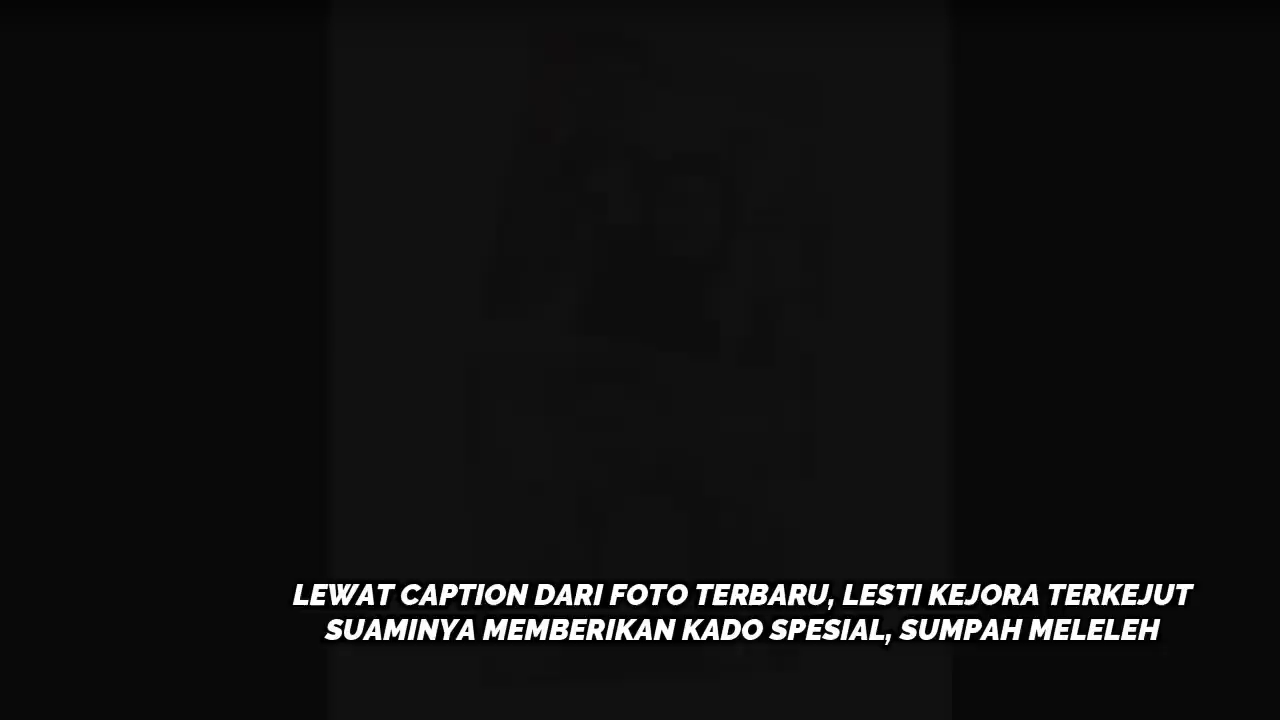 LEWAT CAPTION DARI FOTO TERBARU, LESTI KEJORA TERKEJUT
SUAMINYA MEMBERIKAN KADO SPESIAL, SUMPAH MELELEH